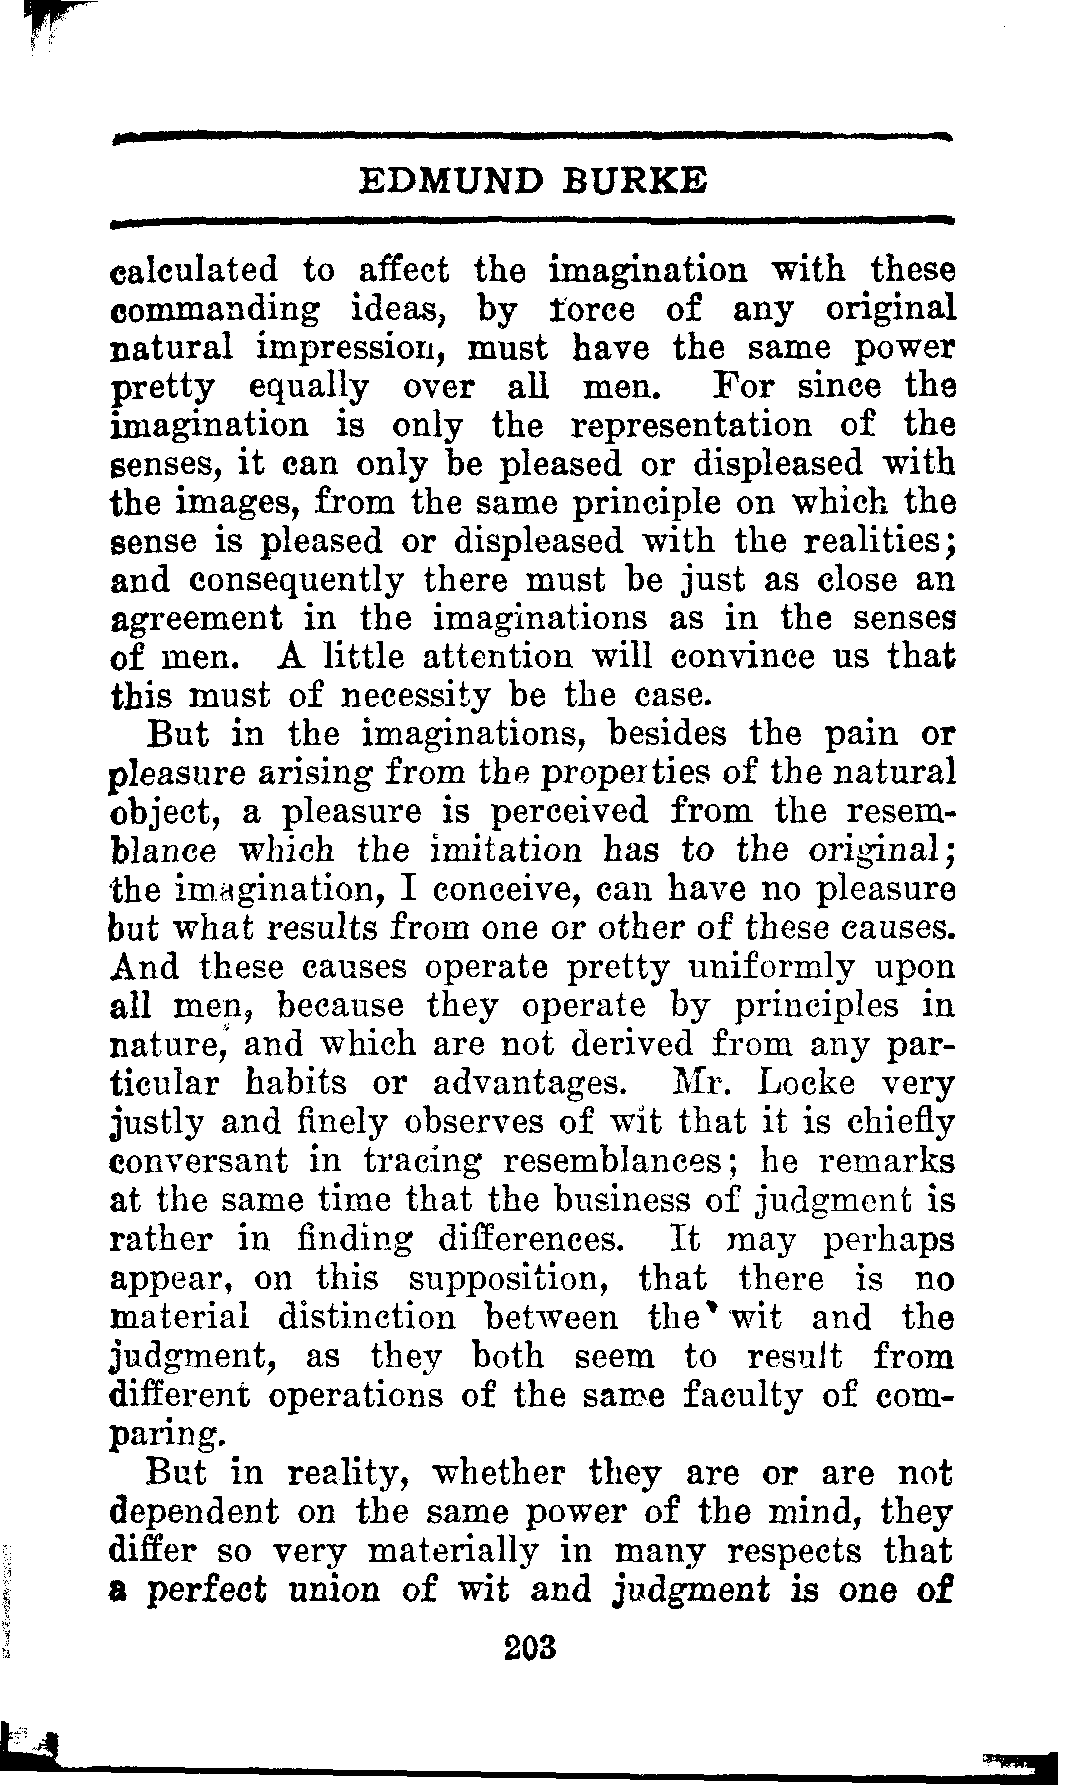 EDMUND BURKE
calculated to affect the imagination with these
commanding ideas, by force of any original
natural impression, must have the same power
pretty equally over all men. For since the
imagination is only the representation of the
senses, it can only be pleased or displeased with
the images, from the same principle on which the
sense is pleased or displeased with the realities;
and consequently there must be just as close an
agreement in the imaginations as in the senses
of men. A little attention will convince us that
this must of necessity be the case.
But in the imaginations, besides the pain or
pleasure arising from the properties of the natural
object, a pleasure is perceived from the resem-
blance which the imitation has to the original;
the imagination, I conceive, can have no pleasure
but what results from one or other of these causes.
And these causes operate pretty uniformly upon
all men, because they operate by principles in
nature, and which are not derived from any par-
ticular habits or advantages. Mr. Locke very
justly and finely observes of wit that it is chiefly
conversant in tracing resemblances; he remarks
at the same time that the business of judgment is
rather in finding differences. It may perhaps
appear, on this supposition, that there is no
material distinction between the wit and the
judgment, as they both seem to result from
different operations of the same faculty of com-
paring.
But in reality, whether they are or are not
dependent on the same power of the mind, they
differ so very materially in many respects that
a perfect union of wit and judgment is one of
203